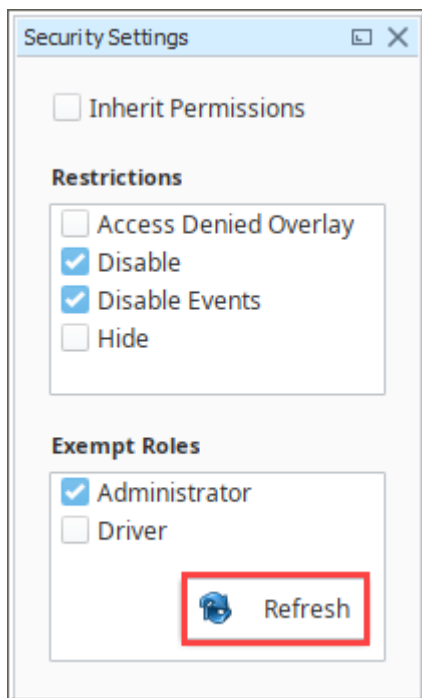 Security Settings
Inherit Permissions
Restrictions
Access Denied Overlay
Disable
Disable Events
Hide
Exempt Roles
Administrator
Driver
Refresh